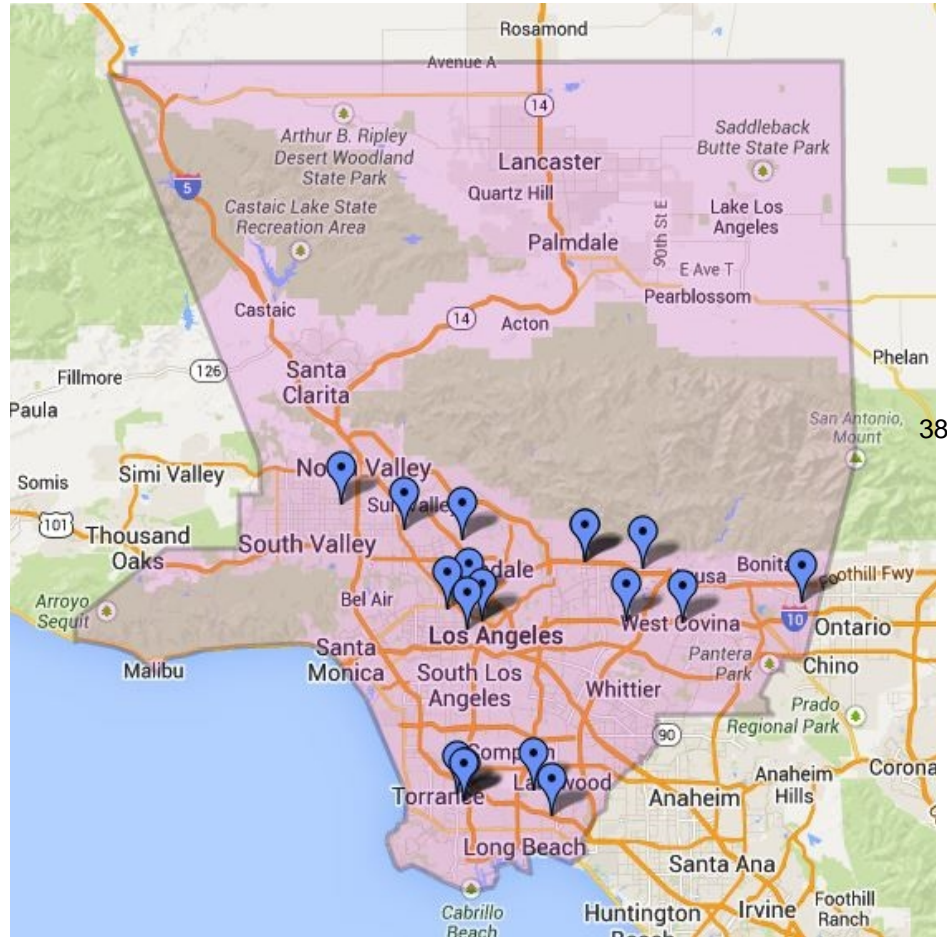 Rosamond
Avenue A
14
Arthur B. Ripley
Desert Woodland
State Park
Saddleback
Butte State Park
Lancaster
5
Quartz Hill
Castaic Lake State
Recreation Area
90th St E
Lake Los
Angeles
Palmdale
E Ave T
Pearblossom
Castaic
14
Acton
Phelan
126
Santa
Clarita
Fillmore
Paula
San Antonio,
Mount
38
Valley
Simi Valley
Somis
101
Thousand
Oaks
South Valley
Bonita
Foothill Fwy
Arroyo
Sequit
Bel Air
10
West Covina
Ontario
Los Angeles
Santa
Monica
Malibu
Pantera
Park
Chino
South Los
Angeles
Whittier
Prado
Regional Park
90
Corona
Anaheim
Hills
Torrance
Anaheim
Long Beach
Santa Ana
Cabrillo
Beach
Huntington
Irvine
Foothill
Ranch